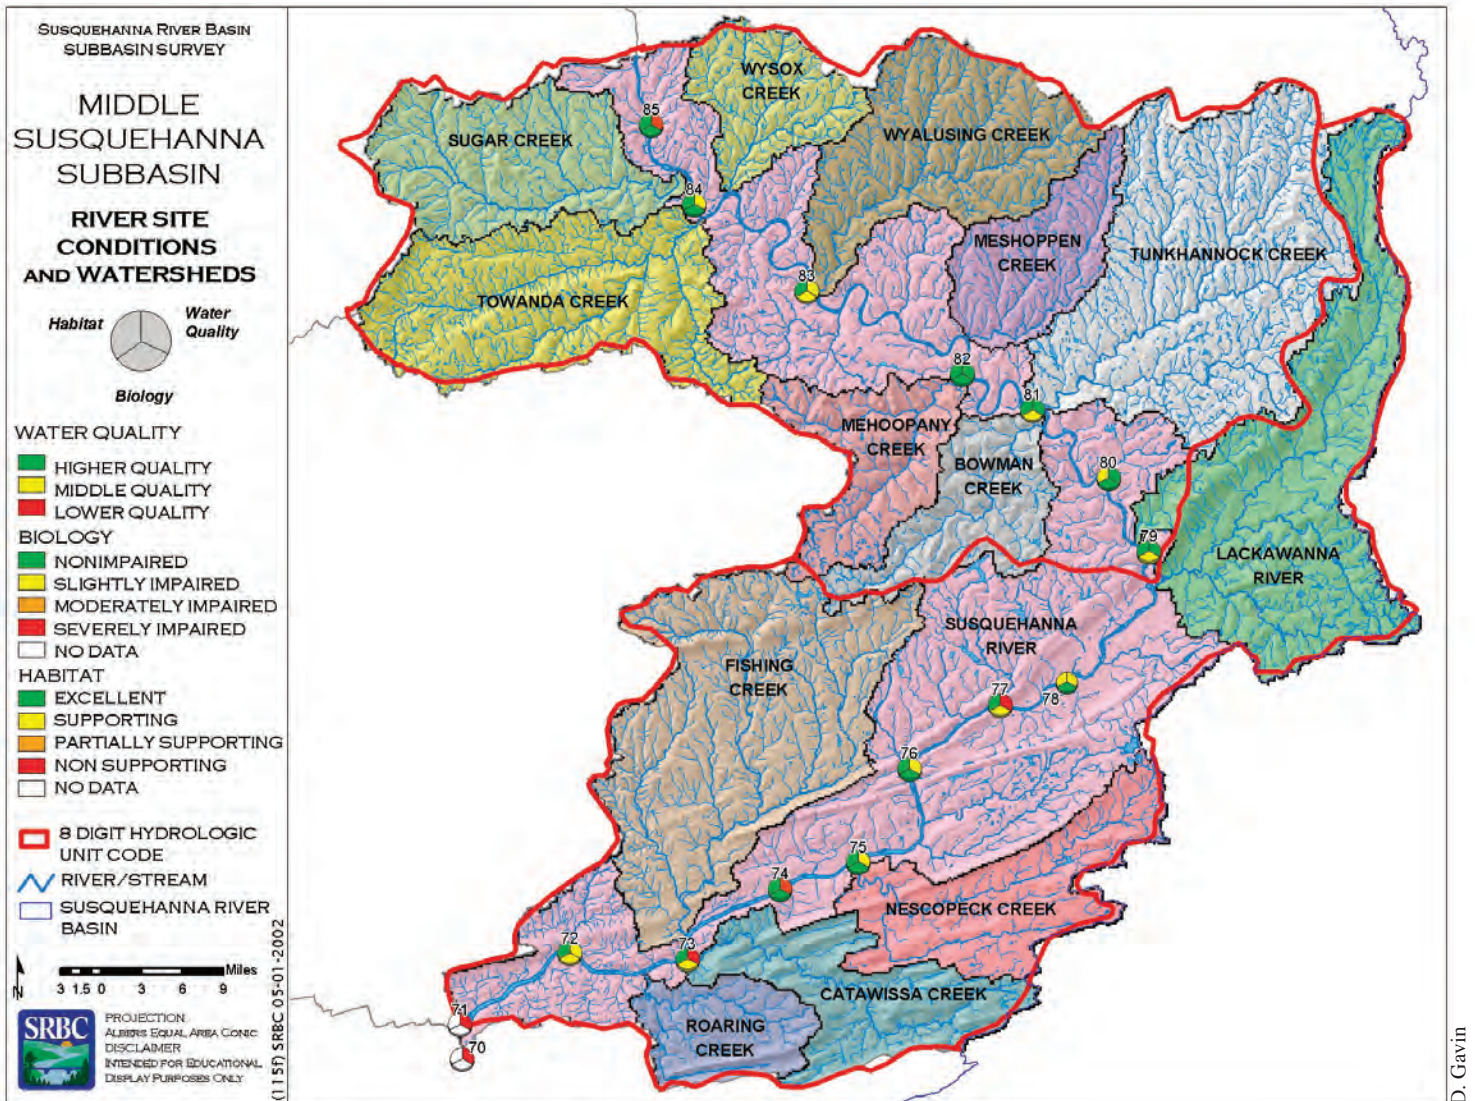 SUSQUEHANNA RIVER BASIN
SUBBASIN SURVEY
MIDDLE
SUSQUEHANNA
SUBBASIN
RIVER SITE
CONDITIONS
AND WATERSHEDS
Habitat
Water
Quality
Biology
WATER QUALITY
HIGHER QUALITY
MIDDLE QUALITY
LOWER QUALITY
BIOLOGY
NONIMPAIRED
SLIGHTLY IMPAIRED
MODERATELY IMPAIRED
SEVERELY IMPAIRED
NO DATA
HABITAT
EXCELLENT
SUPPORTING
PARTIALLY SUPPORTING
NON SUPPORTING
NO DATA
8 DIGIT HYDROLOGIC
UNIT CODE
RIVER/STREAM
SUSQUEHANNA RIVER
BASIN
N
Miles
3 1.5 0 3 6 9
SRBC
PROJECTION
ALBERS EQUAL AREA CONIC
DISCLAIMER
INTENDED FOR EDUCATIONAL
DISPLAY PURPOSES ONLY
(115f) SRBC 05-01-2002
WYSOX
CREEK
85
SUGAR CREEK
WYALUSING CREEK
84
MESHOPPEN
CREEK
TUNKHANNOCK CREEK
83
TOWANDA CREEK
82
81
MEHOOPANY
CREEK
BOWMAN
CREEK
80
79
LACKAWANNA
RIVER
SUSQUEHANNA
RIVER
FISHING
CREEK
77
78
76
75
74
NESCOPECK CREEK
72
73
CATAWISSA CREEK
71
ROARING
CREEK
70
D. Gavin